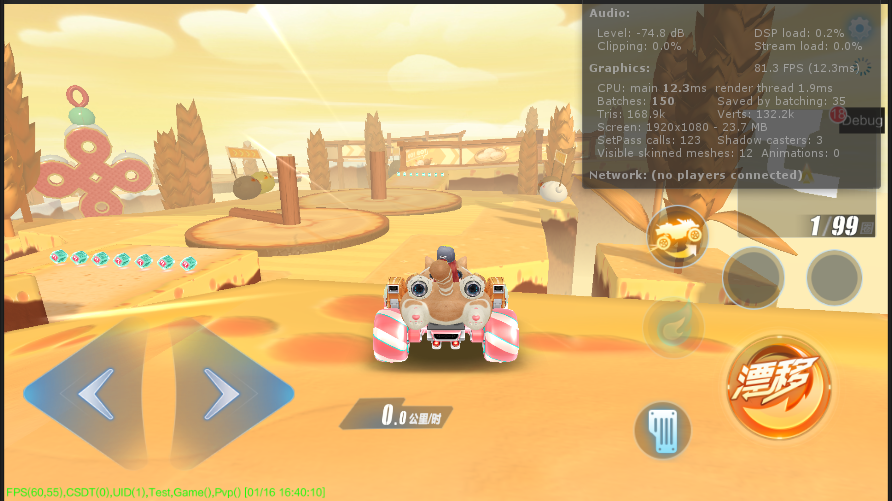 Audio:
Level: -74.8 dB DSP load: 0.2%
Clipping: 0.0% Stream load: 0.0%
Graphics: 81.3 FPS (12.3ms)
CPU: main 12.3ms render thread 1.9ms
Batches: 150 Saved by batching: 35
Tris: 168.9k Verts: 132.2k
Screen: 1920x1080 - 23.7 MB
SetPass calls: 123 Shadow casters: 3
Visible skinned meshes: 12 Animations: 0
Network: (no players connected)
Debug
1/99圈
漂移
0.0公里/时
FPS(60,55),CSDT(0),UID(1),Test,Game(),Pvp() [01/16 16:40:10]